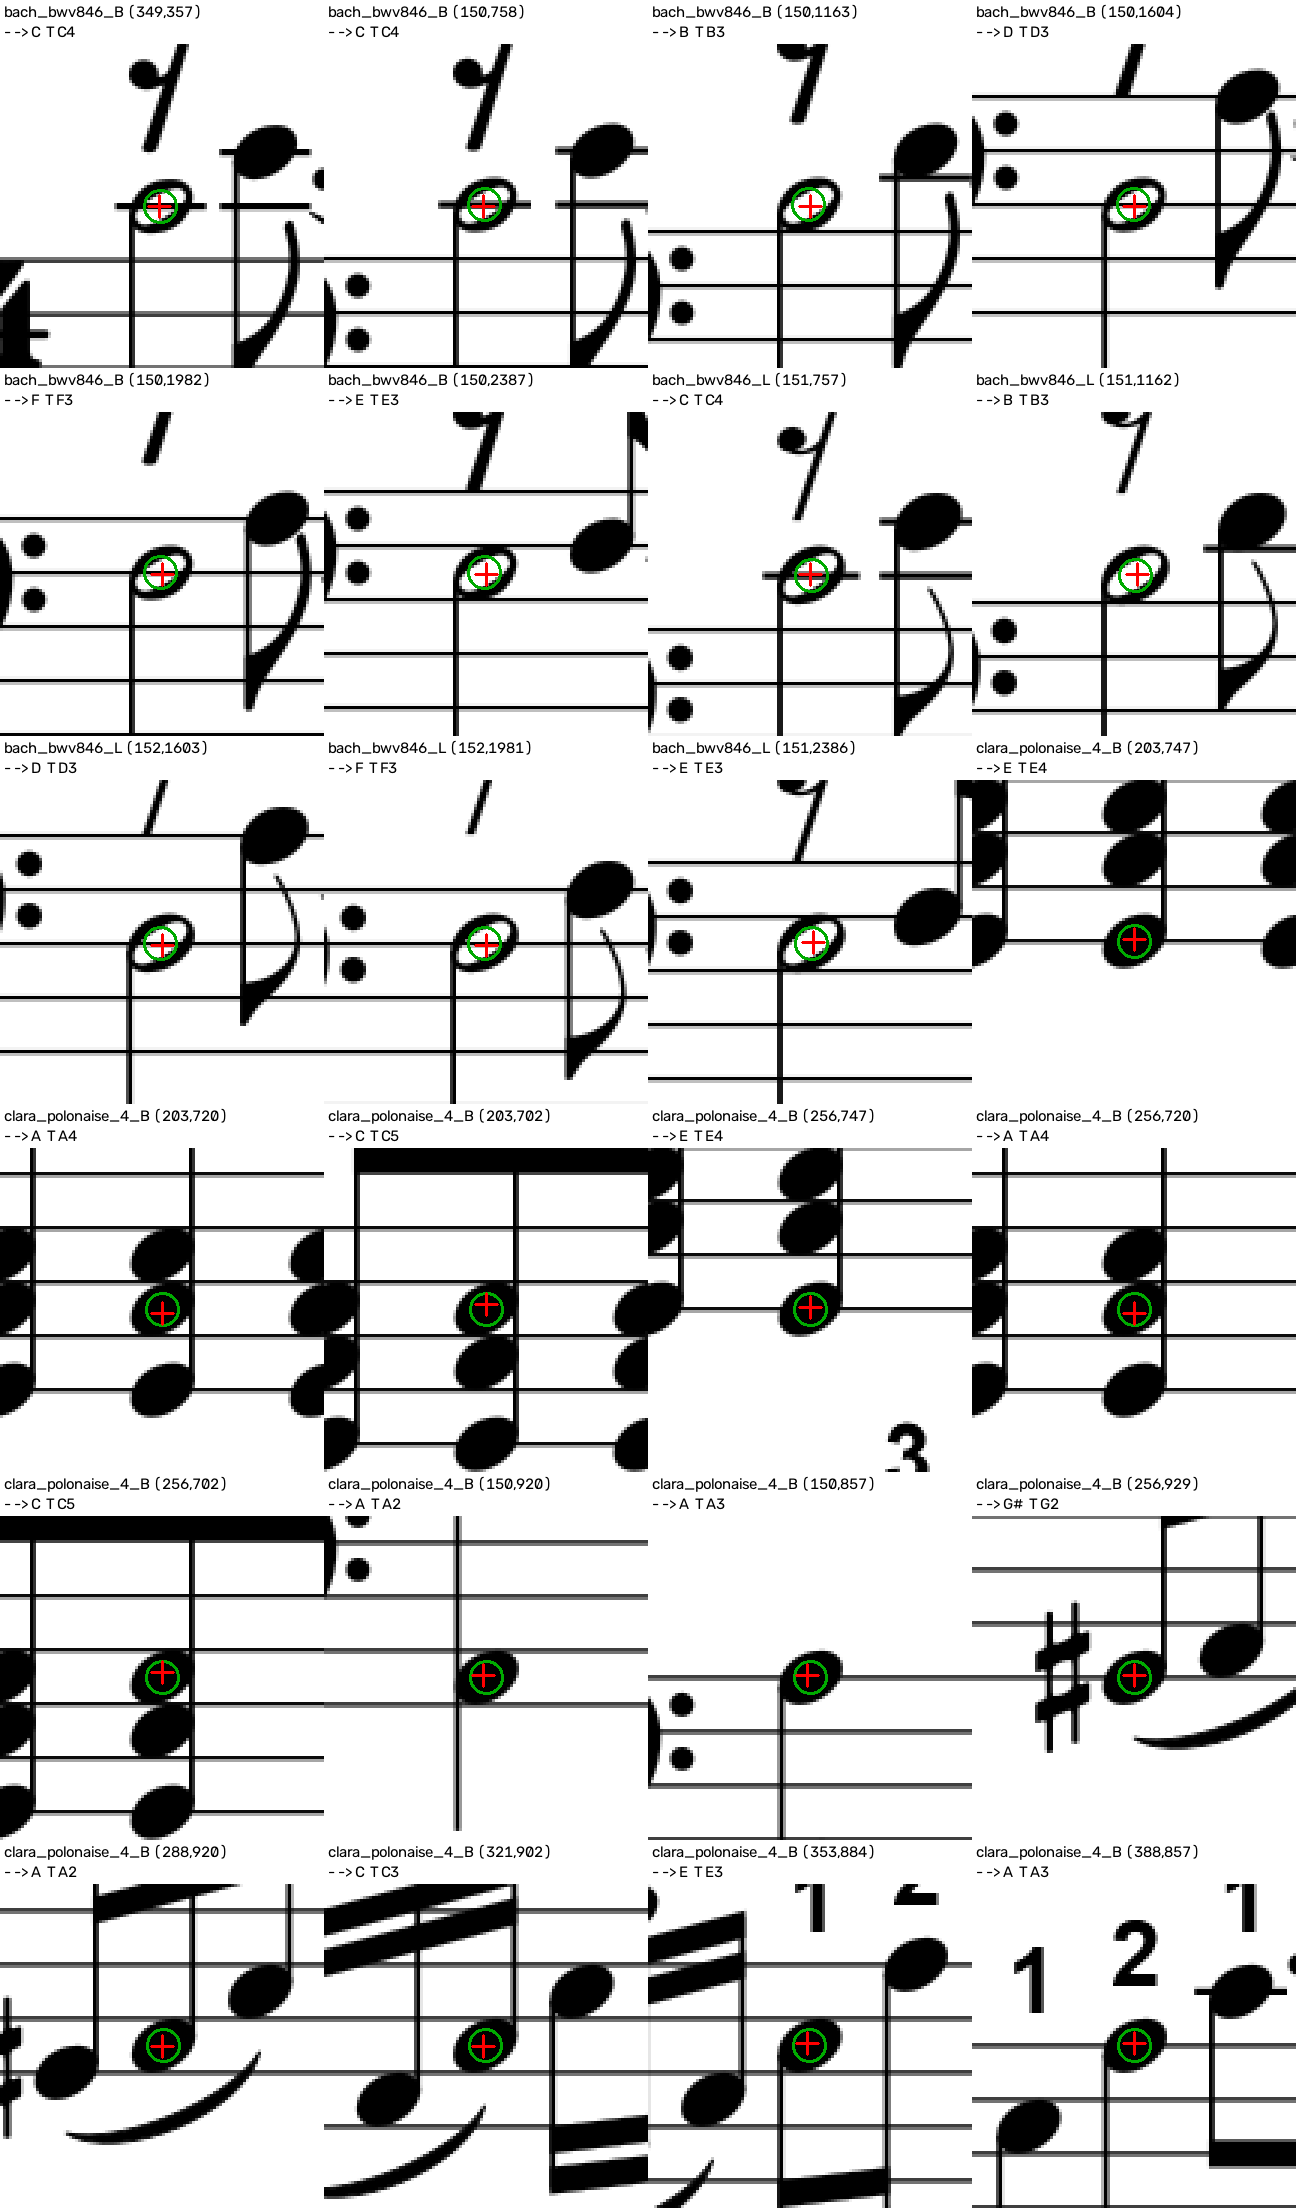 bach_bwv846_B (349,357)
-->C TC4
bach_bwv846_B (150,758)
-->C TC4
bach_bwv846_B (150,1163)
-->B TB3
bach_bwv846_B (150,1604)
-->D TD3
bach_bwv846_B (150,1982)
-->F TF3
bach_bwv846_B (150,2387)
-->E TE3
bach_bwv846_L (151,757)
-->C TC4
bach_bwv846_L (151,1162)
-->B TB3
bach_bwv846_L (152,1603)
-->D TD3
bach_bwv846_L (152,1981)
-->F TF3
bach_bwv846_L (151,2386)
-->E TE3
clara_polonaise_4_B (203,747)
-->E TE4
clara_polonaise_4_B (203,720)
-->A TA4
clara_polonaise_4_B (203,702)
-->C TC5
clara_polonaise_4_B (256,747)
-->E TE4
3
clara_polonaise_4_B (256,720)
-->A TA4
clara_polonaise_4_B (256,702)
-->C TC5
clara_polonaise_4_B (150,920)
-->A TA2
clara_polonaise_4_B (150,857)
-->A TA3
clara_polonaise_4_B (256,929)
-->G# TG2
clara_polonaise_4_B (288,920)
-->A TA2
clara_polonaise_4_B (321,902)
-->C TC3
clara_polonaise_4_B (353,884)
-->E TE3
1 2
clara_polonaise_4_B (388,857)
-->A TA3
1 2 1